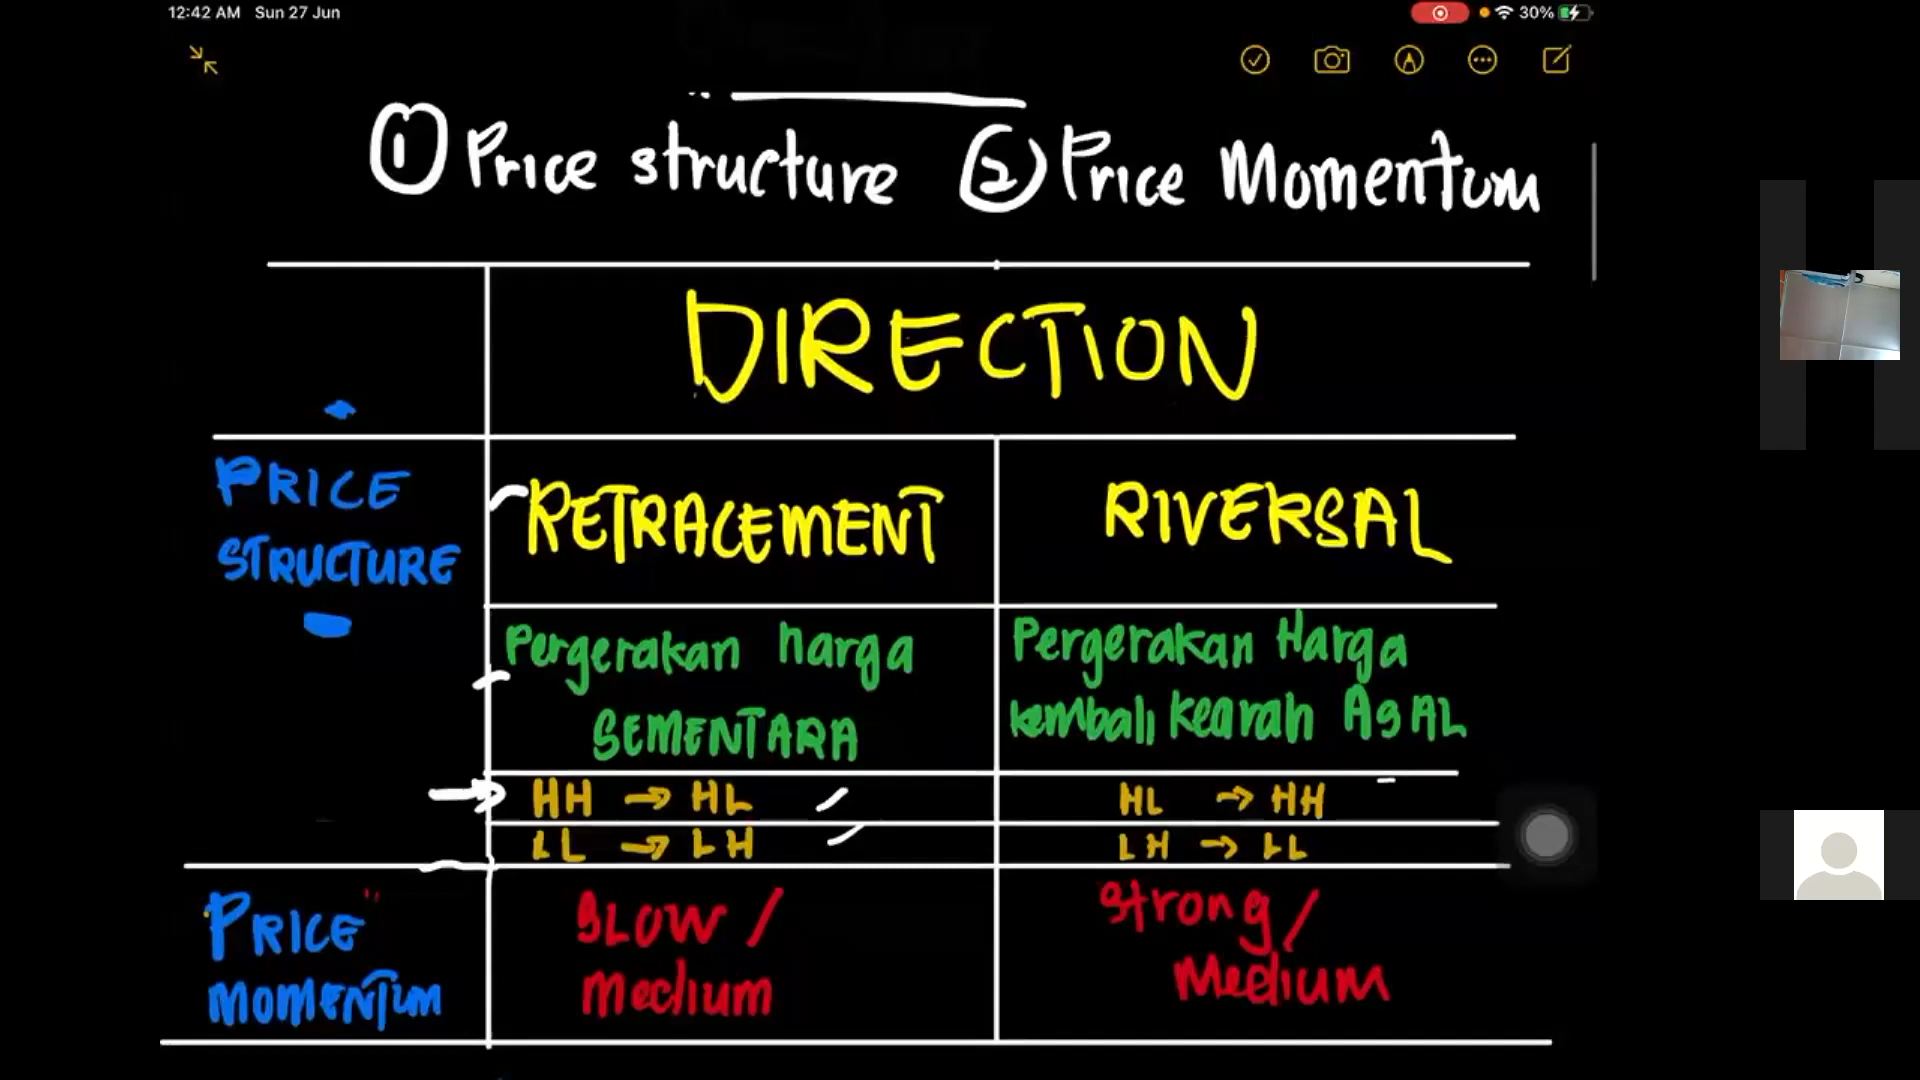 12:42 AM Sun 27 Jun
30%
① Price structure ② Price Momentum
DIRECTION
PRICE
STRUCTURE
RETRACEMENT
RIVERSAL
Pergerakan harga
SEMENTARA
Pergerakan Harga
kembali kearah ASAL
HH → HL
HL → HH
LL → LH
LH → LL
PRICE
MOMENTUM
SLOW /
medium
strong /
Medium